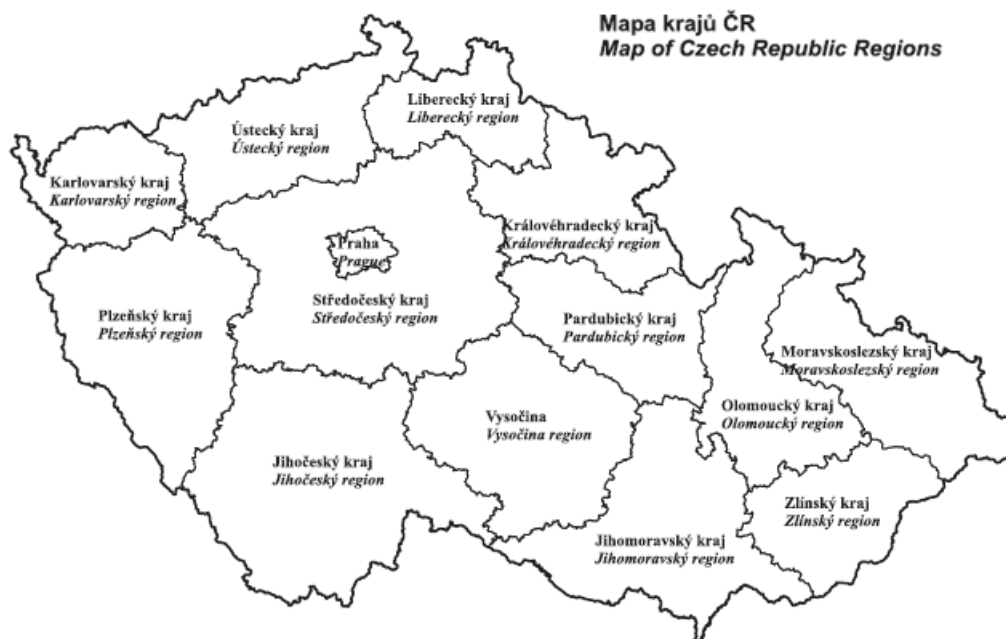 Mapa krajů ČR
Map of Czech Republic Regions
Liberecký kraj
Liberecký region
Ústecký kraj
Ústecký region
Karlovarský kraj
Karlovarský region
Královéhradecký kraj
Královéhradecký region
Praha
Prague
Středočeský kraj
Středočeský region
Plzeňský kraj
Plzeňský region
Pardubický kraj
Pardubický region
Moravskoslezský kraj
Moravskoslezský region
Olomoucký kraj
Olomoucký region
Vysočina
Vysočina region
Jihočeský kraj
Jihočeský region
Zlínský kraj
Zlínský region
Jihomoravský kraj
Jihomoravský region